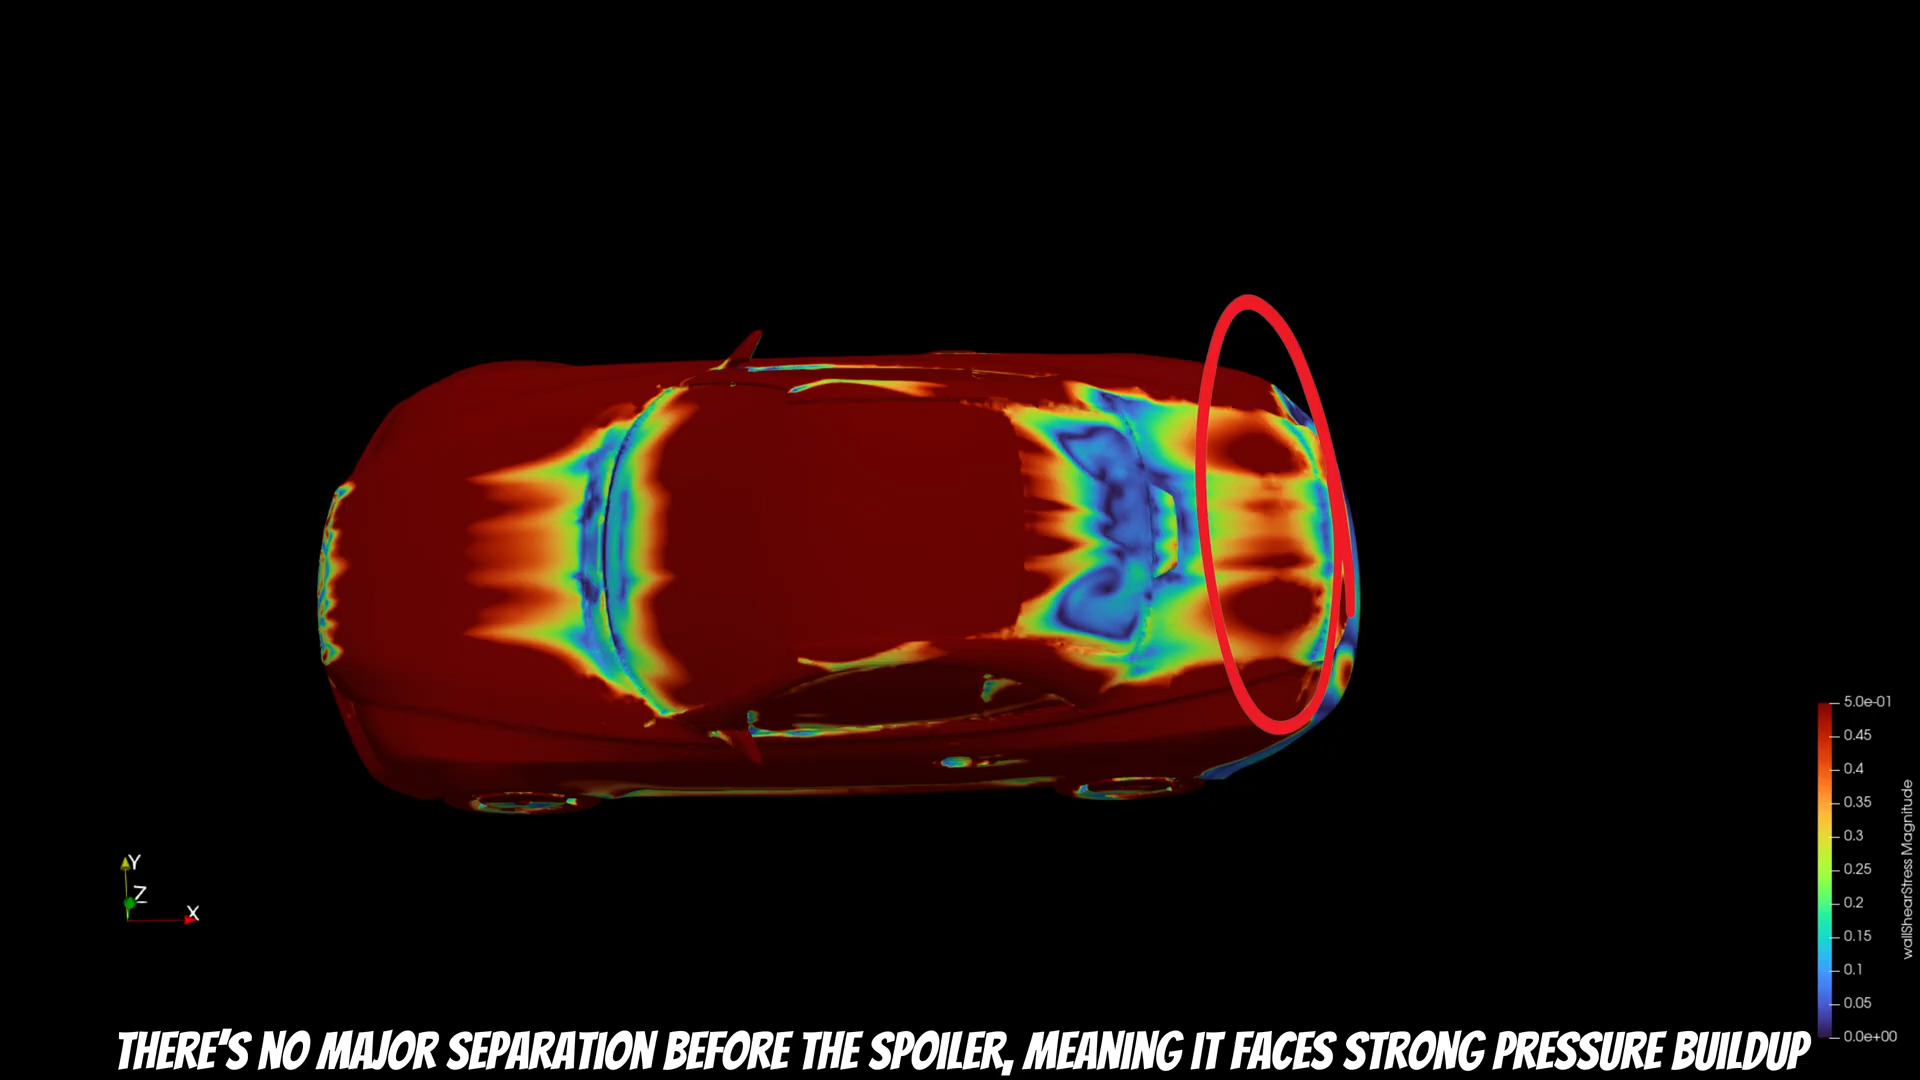 5.0e-01
0.45
0.4
0.35
0.3
0.25
0.2
0.15
0.1
0.05
0.0e+00
wallShearStress Magnitude
Y
Z
X
THERE'S NO MAJOR SEPARATION BEFORE THE SPOILER, MEANING IT FACES STRONG PRESSURE BUILDUP